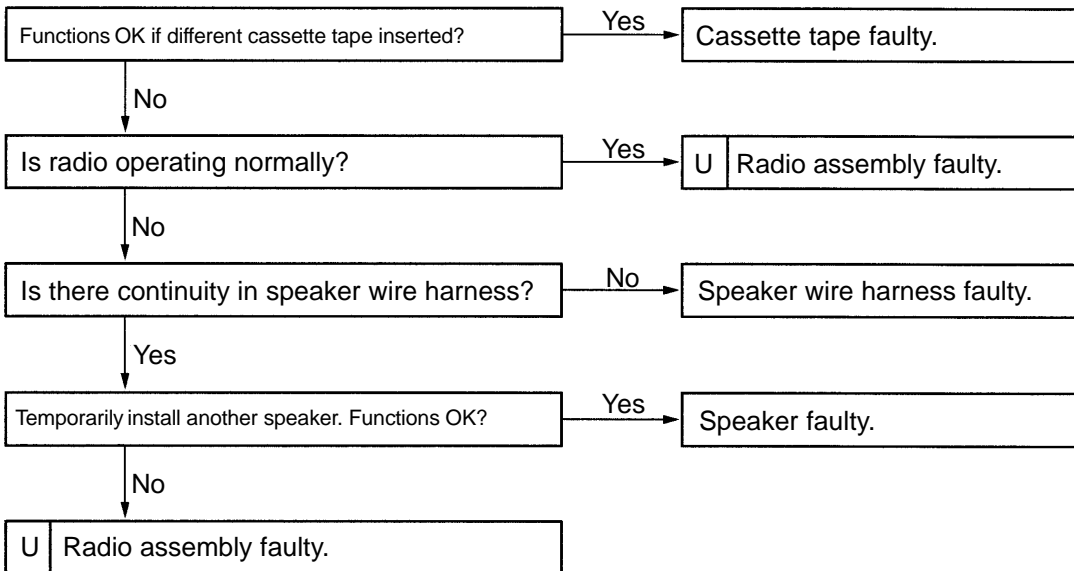 Functions OK if different cassette tape inserted?
Yes
Cassette tape faulty.
No
Is radio operating normally?
Yes
U Radio assembly faulty.
No
Is there continuity in speaker wire harness?
No
Speaker wire harness faulty.
Yes
Temporarily install another speaker. Functions OK?
Yes
Speaker faulty.
No
U Radio assembly faulty.